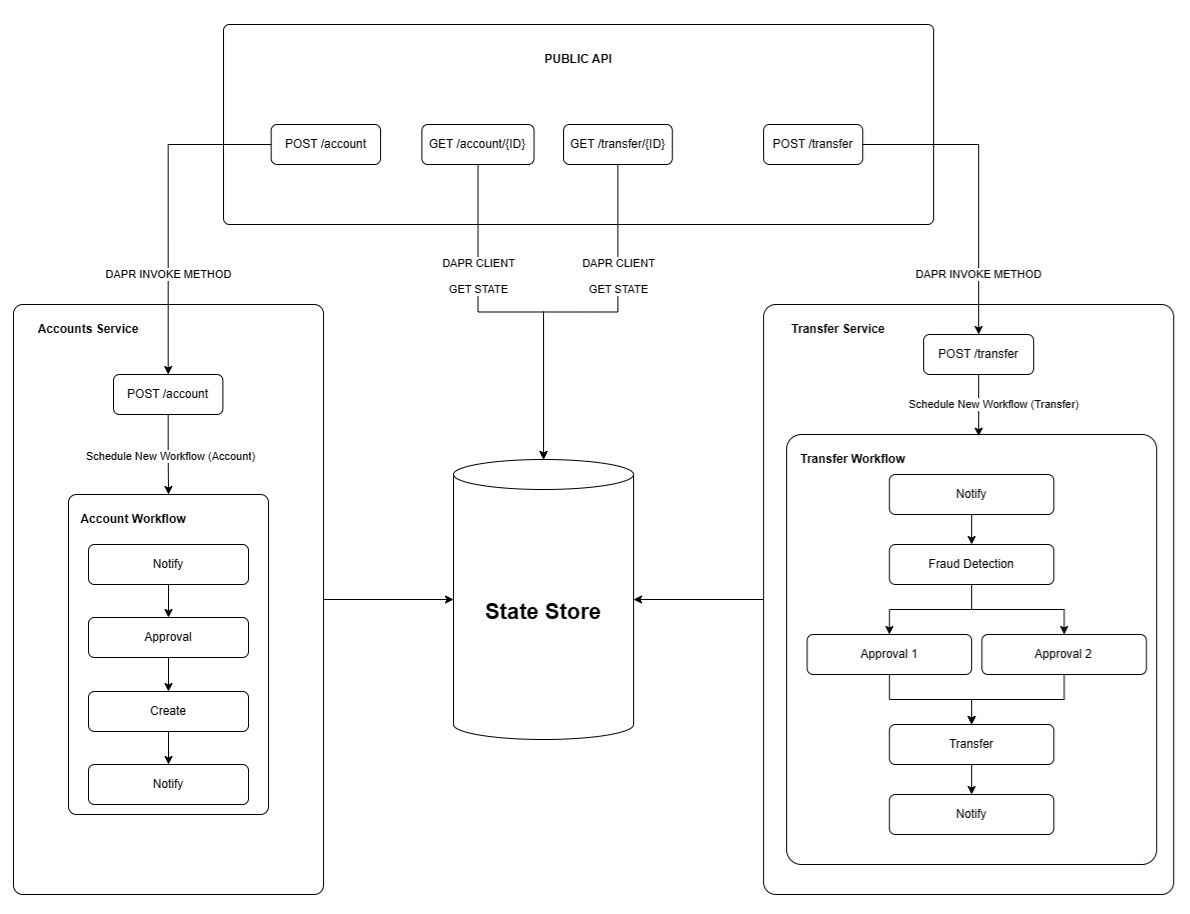 PUBLIC API
POST /account
GET /account/{ID}
GET /transfer/{ID}
POST /transfer
DAPR INVOKE METHOD
DAPR CLIENT
GET STATE
DAPR CLIENT
GET STATE
DAPR INVOKE METHOD
Accounts Service
POST /account
Schedule New Workflow (Account)
Account Workflow
Notify
Approval
Create
Notify
State Store
Transfer Service
POST /transfer
Schedule New Workflow (Transfer)
Transfer Workflow
Notify
Fraud Detection
Approval 1
Approval 2
Transfer
Notify